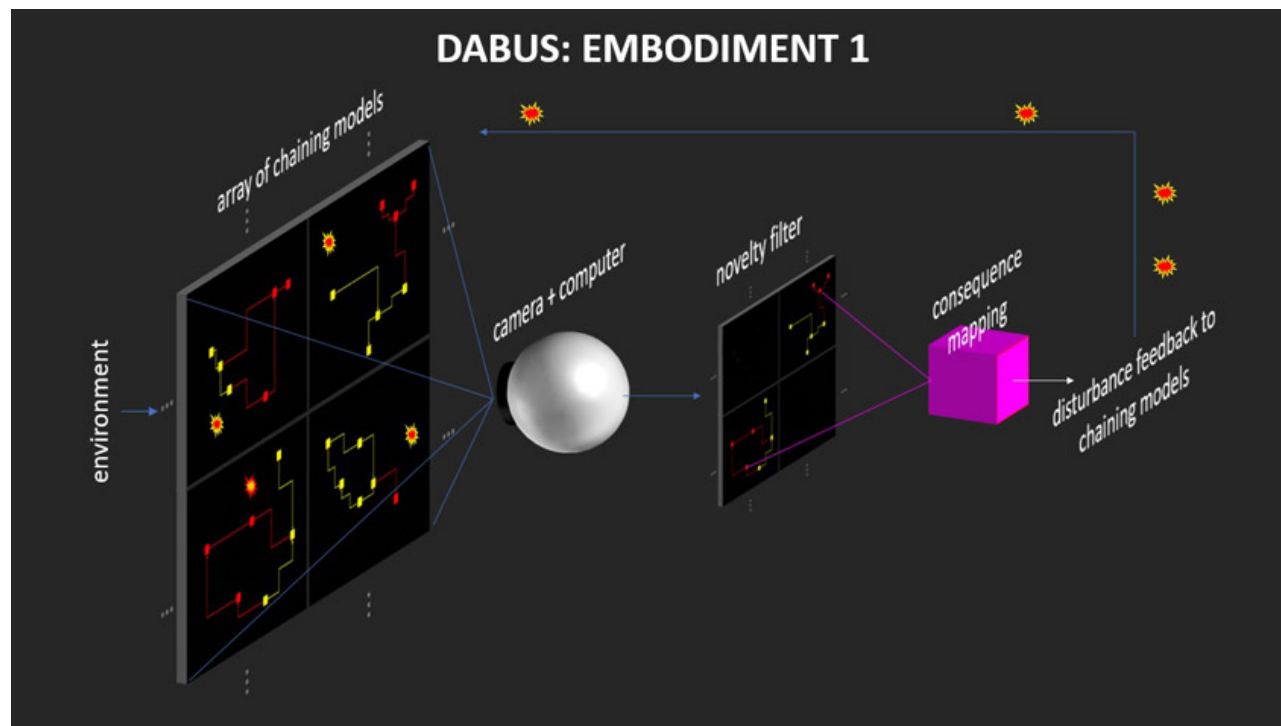 DABUS: EMBODIMENT 1
array of chaining models
environment
camera + computer
novelty filter
consequence
mapping
disturbance feedback to
chaining models